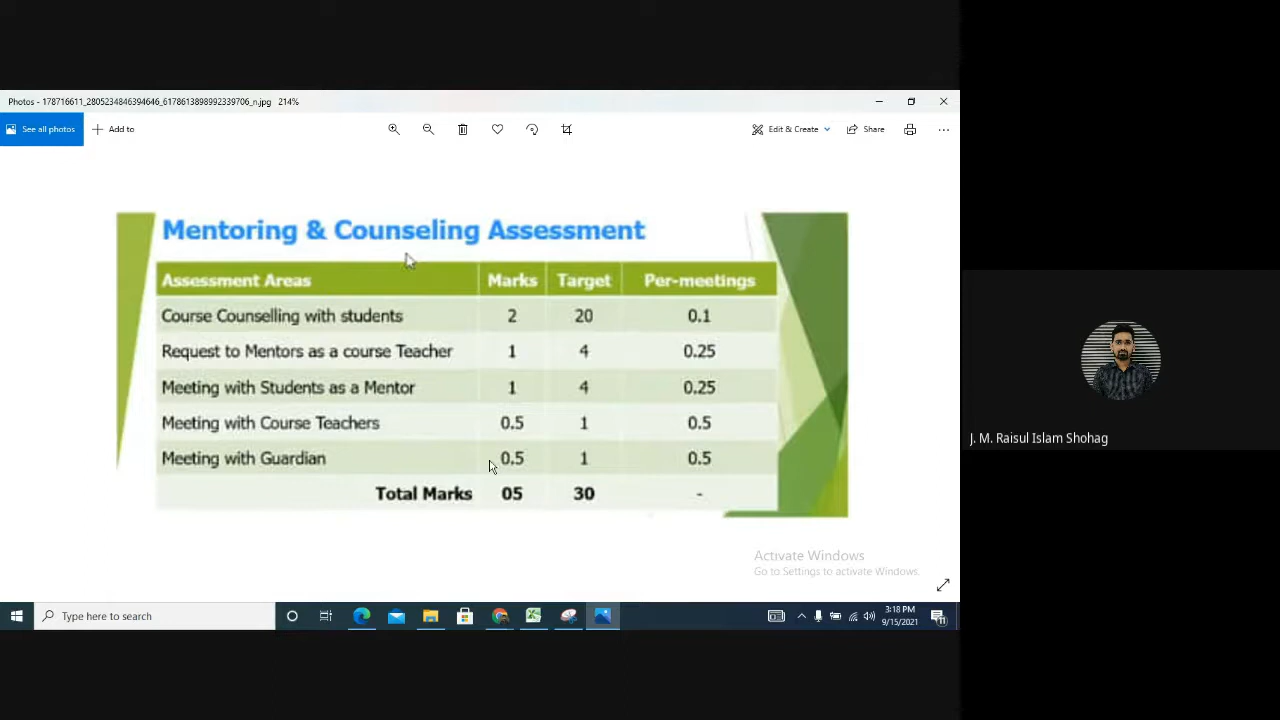 Photos - 178716611_2805234846394646_6178613898992339706_n.jpg 214%
See all photos
Add to
Edit & Create
Share
Mentoring & Counseling Assessment
Assessment Areas Marks Target Per-meetings
Course Counselling with students 2 20 0.1
Request to Mentors as a course Teacher 1 4 0.25
Meeting with Students as a Mentor 1 4 0.25
Meeting with Course Teachers 0.5 1 0.5
Meeting with Guardian 0.5 1 0.5
Total Marks 05 30 -
J. M. Raisul Islam Shohag
Activate Windows
Go to Settings to activate Windows.
Type here to search
3:18 PM
9/15/2021
11